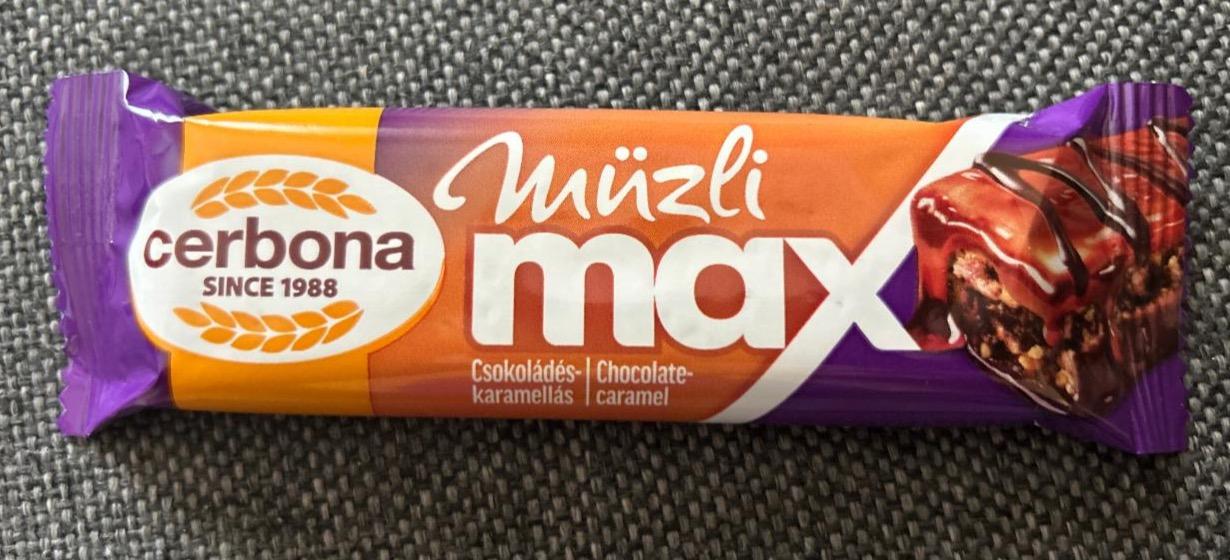 cerbona
SINCE 1988
Müzli
max
Csokoládés-
karamellás
Chocolate-
caramel